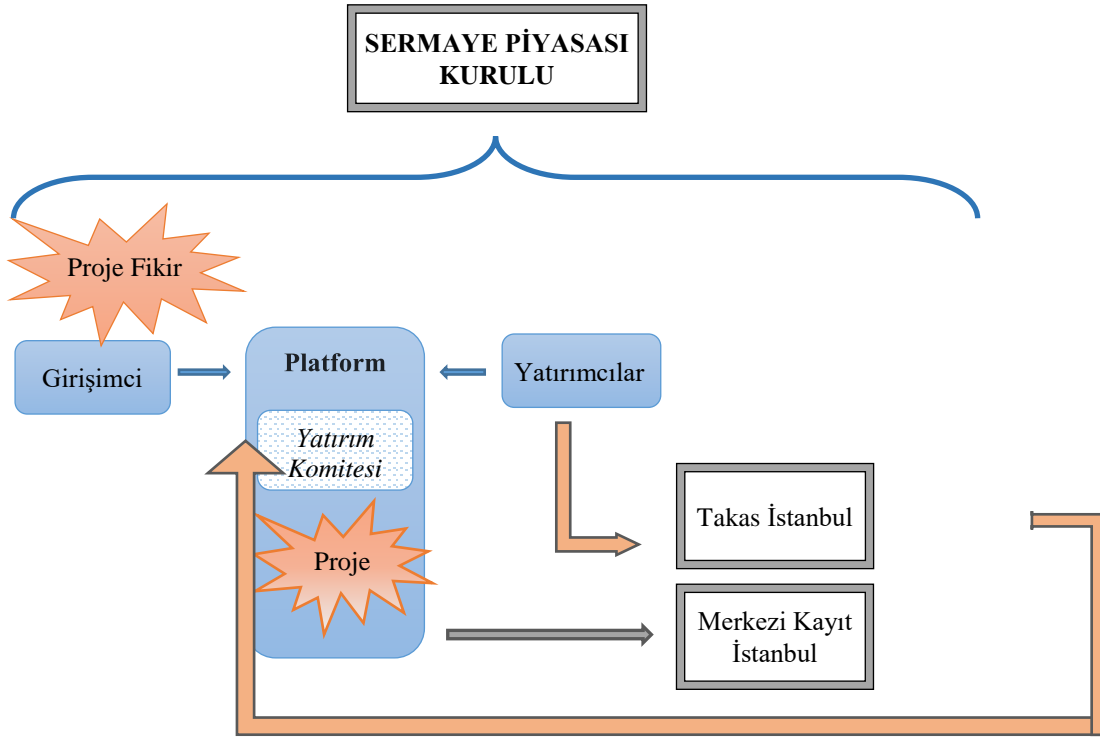 SERMAYE PİYASASI
KURULU
Proje Fikir
Girişimci
Platform
Yatırımcılar
Yatırım
Komitesi
Takas İstanbul
Proje
Merkezi Kayıt
İstanbul